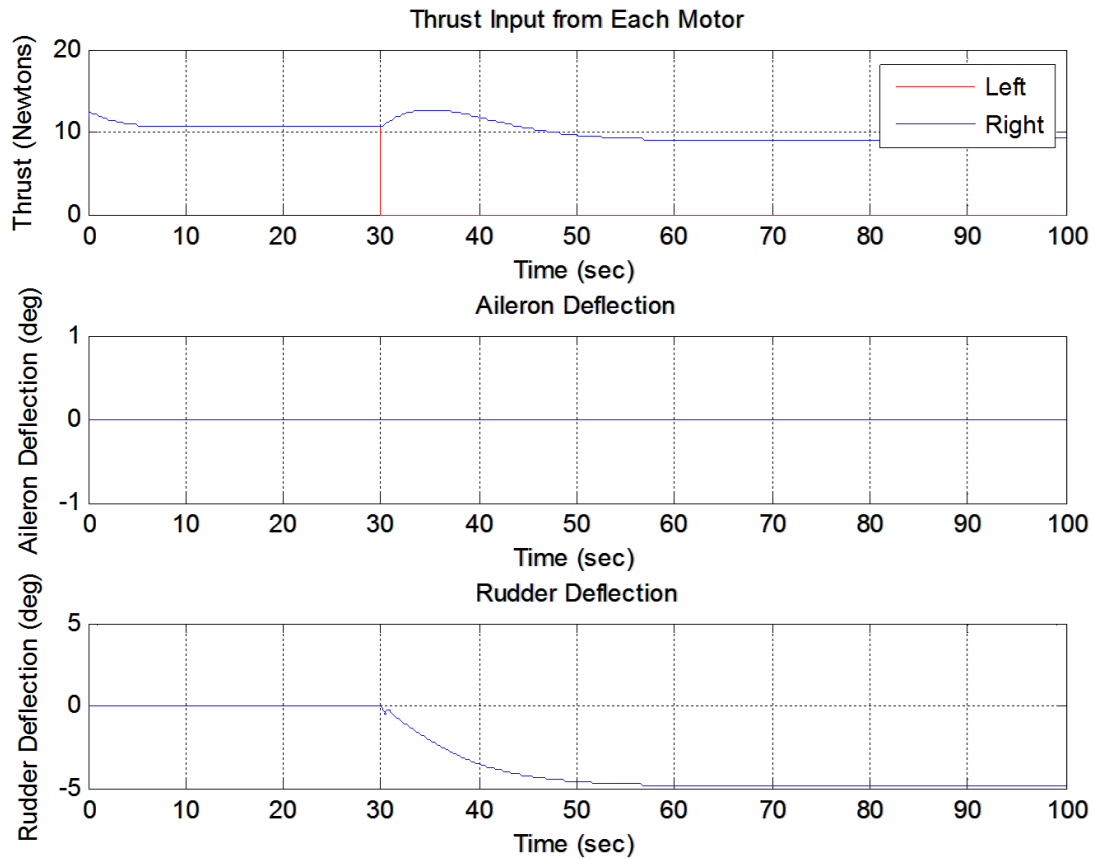 Thrust Input from Each Motor
Thrust (Newtons)
20
10
0
Left
Right
0 10 20 30 40 50 60 70 80 90 100
Time (sec)
Aileron Deflection
Aileron Deflection (deg)
1
0
-1
0 10 20 30 40 50 60 70 80 90 100
Time (sec)
Rudder Deflection
Rudder Deflection (deg)
5
0
-5
0 10 20 30 40 50 60 70 80 90 100
Time (sec)